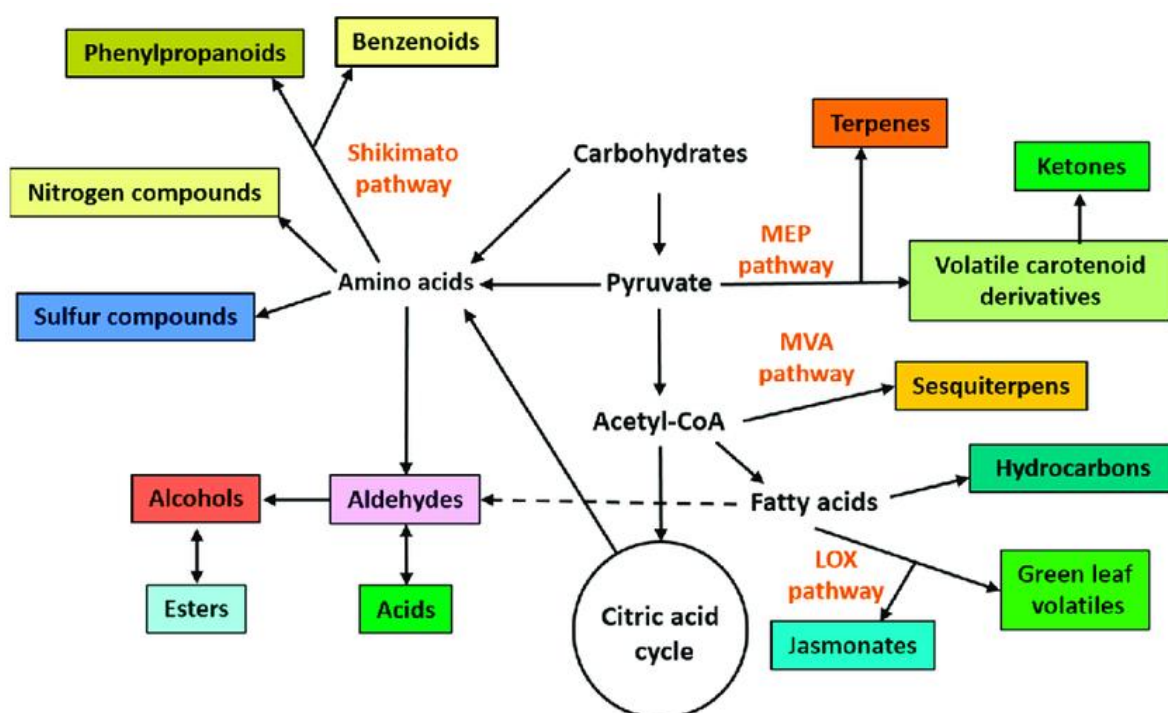 Phenylpropanoids
Benzenoids
Shikimato
pathway
Carbohydrates
Terpenes
Ketones
Nitrogen compounds
Amino acids
Pyruvate
MEP
pathway
Volatile carotenoid
derivatives
Sulfur compounds
MVA
pathway
Acetyl-CoA
Sesquiterpens
Alcohols
Aldehydes
Fatty acids
Hydrocarbons
Esters
Acids
Citric acid
cycle
LOX
pathway
Green leaf
volatiles
Jasmonates